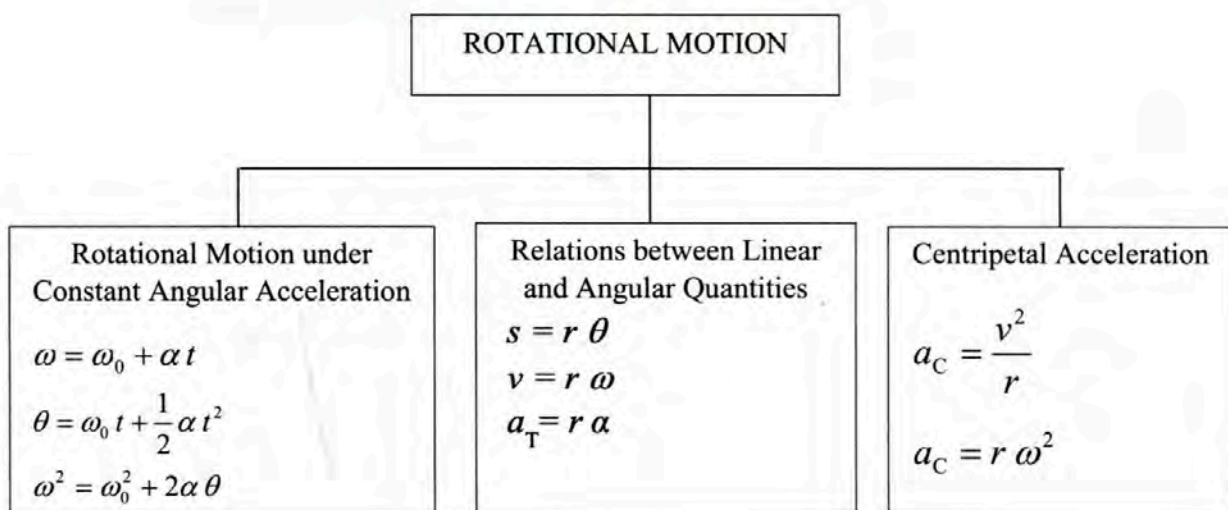 ROTATIONAL MOTION
Rotational Motion under
Constant Angular Acceleration
ω = ω₀ + α t
θ = ω₀ t + 1/2 α t²
ω² = ω₀² + 2α θ
Relations between Linear
and Angular Quantities
s = r θ
v = r ω
a_T = r α
Centripetal Acceleration
a_C = v²/r
a_C = r ω²